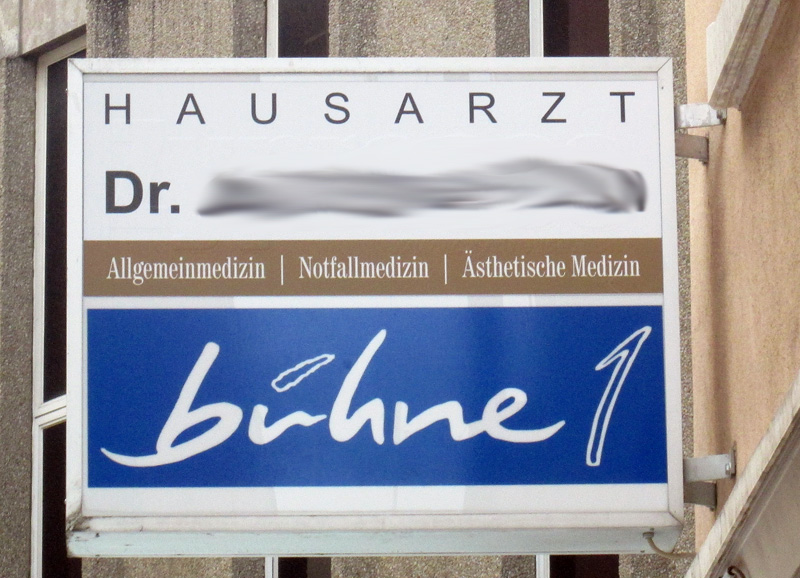 HAUSARZT
Dr.
Allgemeinmedizin | Notfallmedizin | Ästhetische Medizin
bühne 1